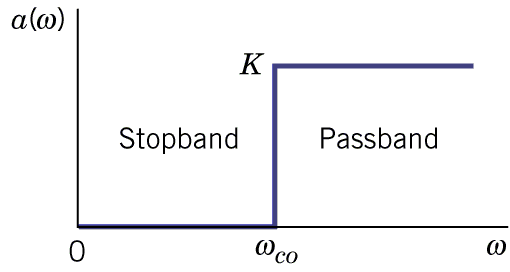 a(ω)
K
Stopband Passband
0 ω_co ω